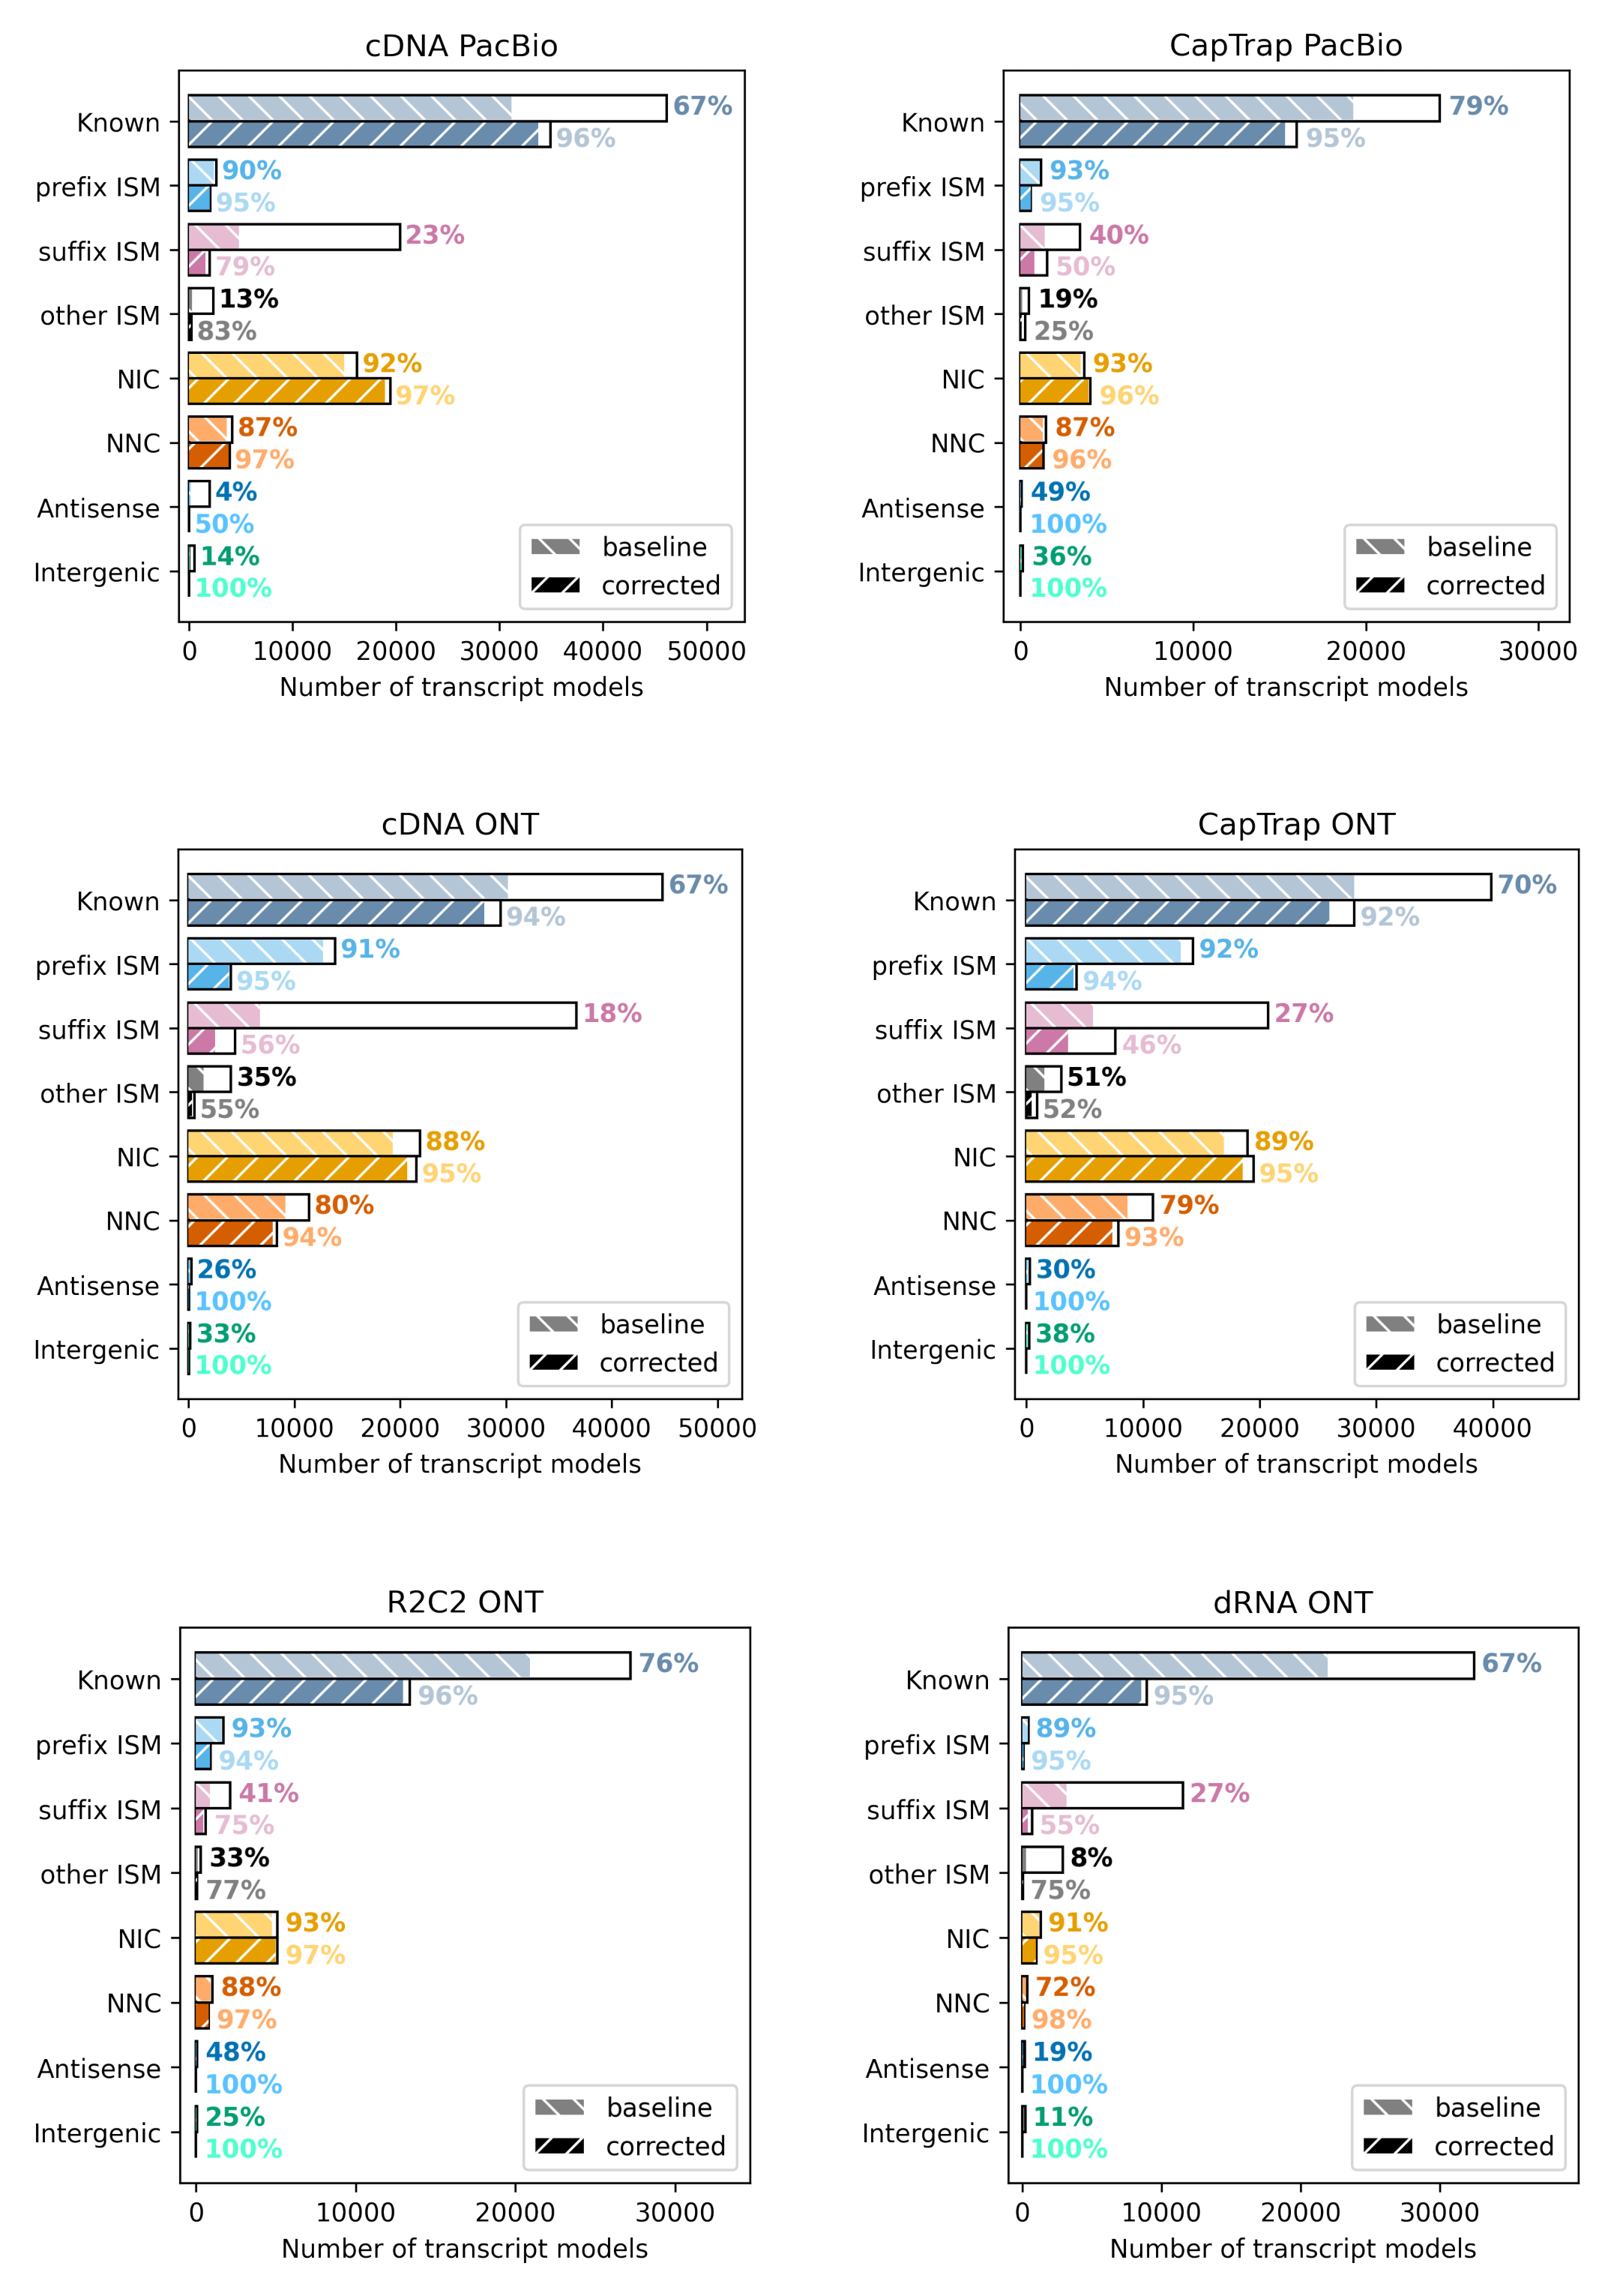 cDNA PacBio
Known
67%
96%
prefix ISM
90%
95%
suffix ISM
23%
79%
other ISM
13%
83%
NIC
92%
97%
NNC
87%
97%
Antisense
4%
50%
Intergenic
14%
100%
baseline
corrected
0 10000 20000 30000 40000 50000
Number of transcript models
CapTrap PacBio
Known
79%
95%
prefix ISM
93%
95%
suffix ISM
40%
50%
other ISM
19%
25%
NIC
93%
96%
NNC
87%
96%
Antisense
49%
100%
Intergenic
36%
100%
baseline
corrected
0 10000 20000 30000
Number of transcript models
cDNA ONT
Known
67%
94%
prefix ISM
91%
95%
suffix ISM
18%
56%
other ISM
35%
55%
NIC
88%
95%
NNC
80%
94%
Antisense
26%
100%
Intergenic
33%
100%
baseline
corrected
0 10000 20000 30000 40000 50000
Number of transcript models
CapTrap ONT
Known
70%
92%
prefix ISM
92%
94%
suffix ISM
27%
46%
other ISM
51%
52%
NIC
89%
95%
NNC
79%
93%
Antisense
30%
100%
Intergenic
38%
100%
baseline
corrected
0 10000 20000 30000 40000
Number of transcript models
R2C2 ONT
Known
76%
96%
prefix ISM
93%
94%
suffix ISM
41%
75%
other ISM
33%
77%
NIC
93%
97%
NNC
88%
97%
Antisense
48%
100%
Intergenic
25%
100%
baseline
corrected
0 10000 20000 30000
Number of transcript models
dRNA ONT
Known
67%
95%
prefix ISM
89%
95%
suffix ISM
27%
55%
other ISM
8%
75%
NIC
91%
95%
NNC
72%
98%
Antisense
19%
100%
Intergenic
11%
100%
baseline
corrected
0 10000 20000 30000
Number of transcript models